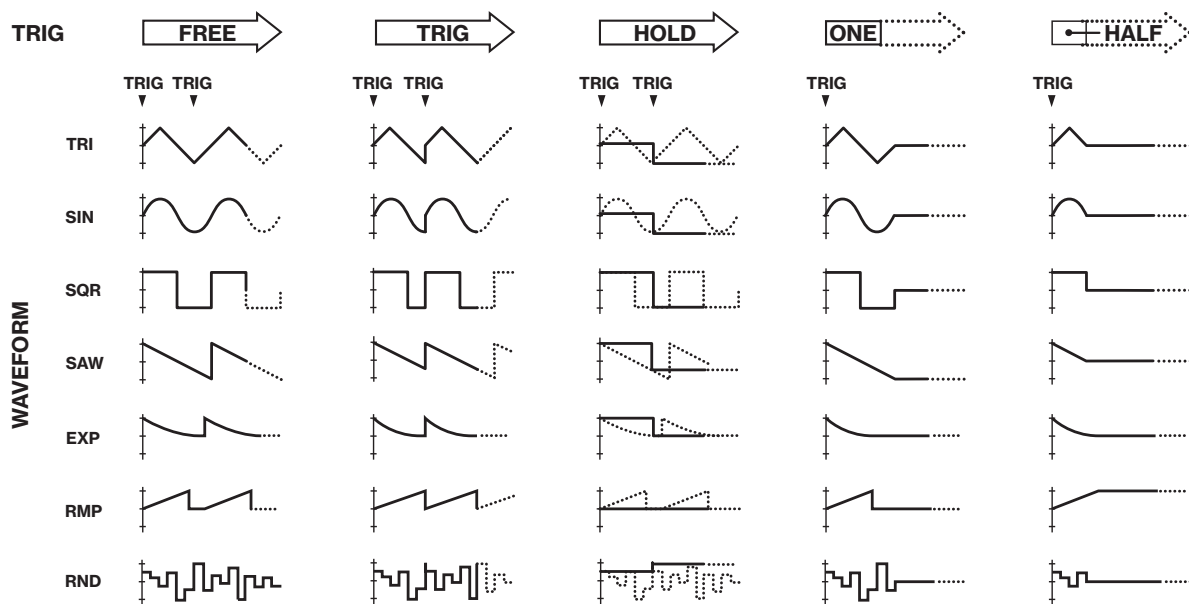 TRIG FREE TRIG HOLD ONE HALF
TRIG TRIG TRIG TRIG TRIG TRIG TRIG TRIG
WAVEFORM
TRI
SIN
SQR
SAW
EXP
RMP
RND